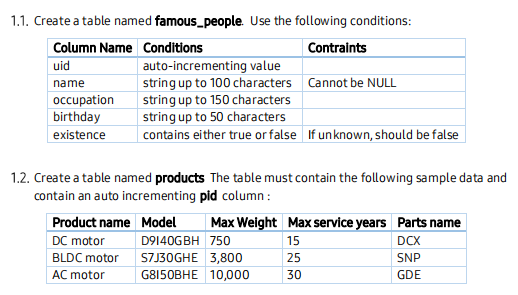 1.1. Create a table named famous_people. Use the following conditions:
Column Name Conditions Contraints
uid auto-incrementing value
name string up to 100 characters Cannot be NULL
occupation string up to 150 characters
birthday string up to 50 characters
existence contains either true or false If unknown, should be false
1.2. Create a table named products The table must contain the following sample data and
contain an auto incrementing pid column :
Product name Model Max Weight Max service years Parts name
DC motor D9I40GBH 750 15 DCX
BLDC motor S7J30GHE 3,800 25 SNP
AC motor G8I50BHE 10,000 30 GDE